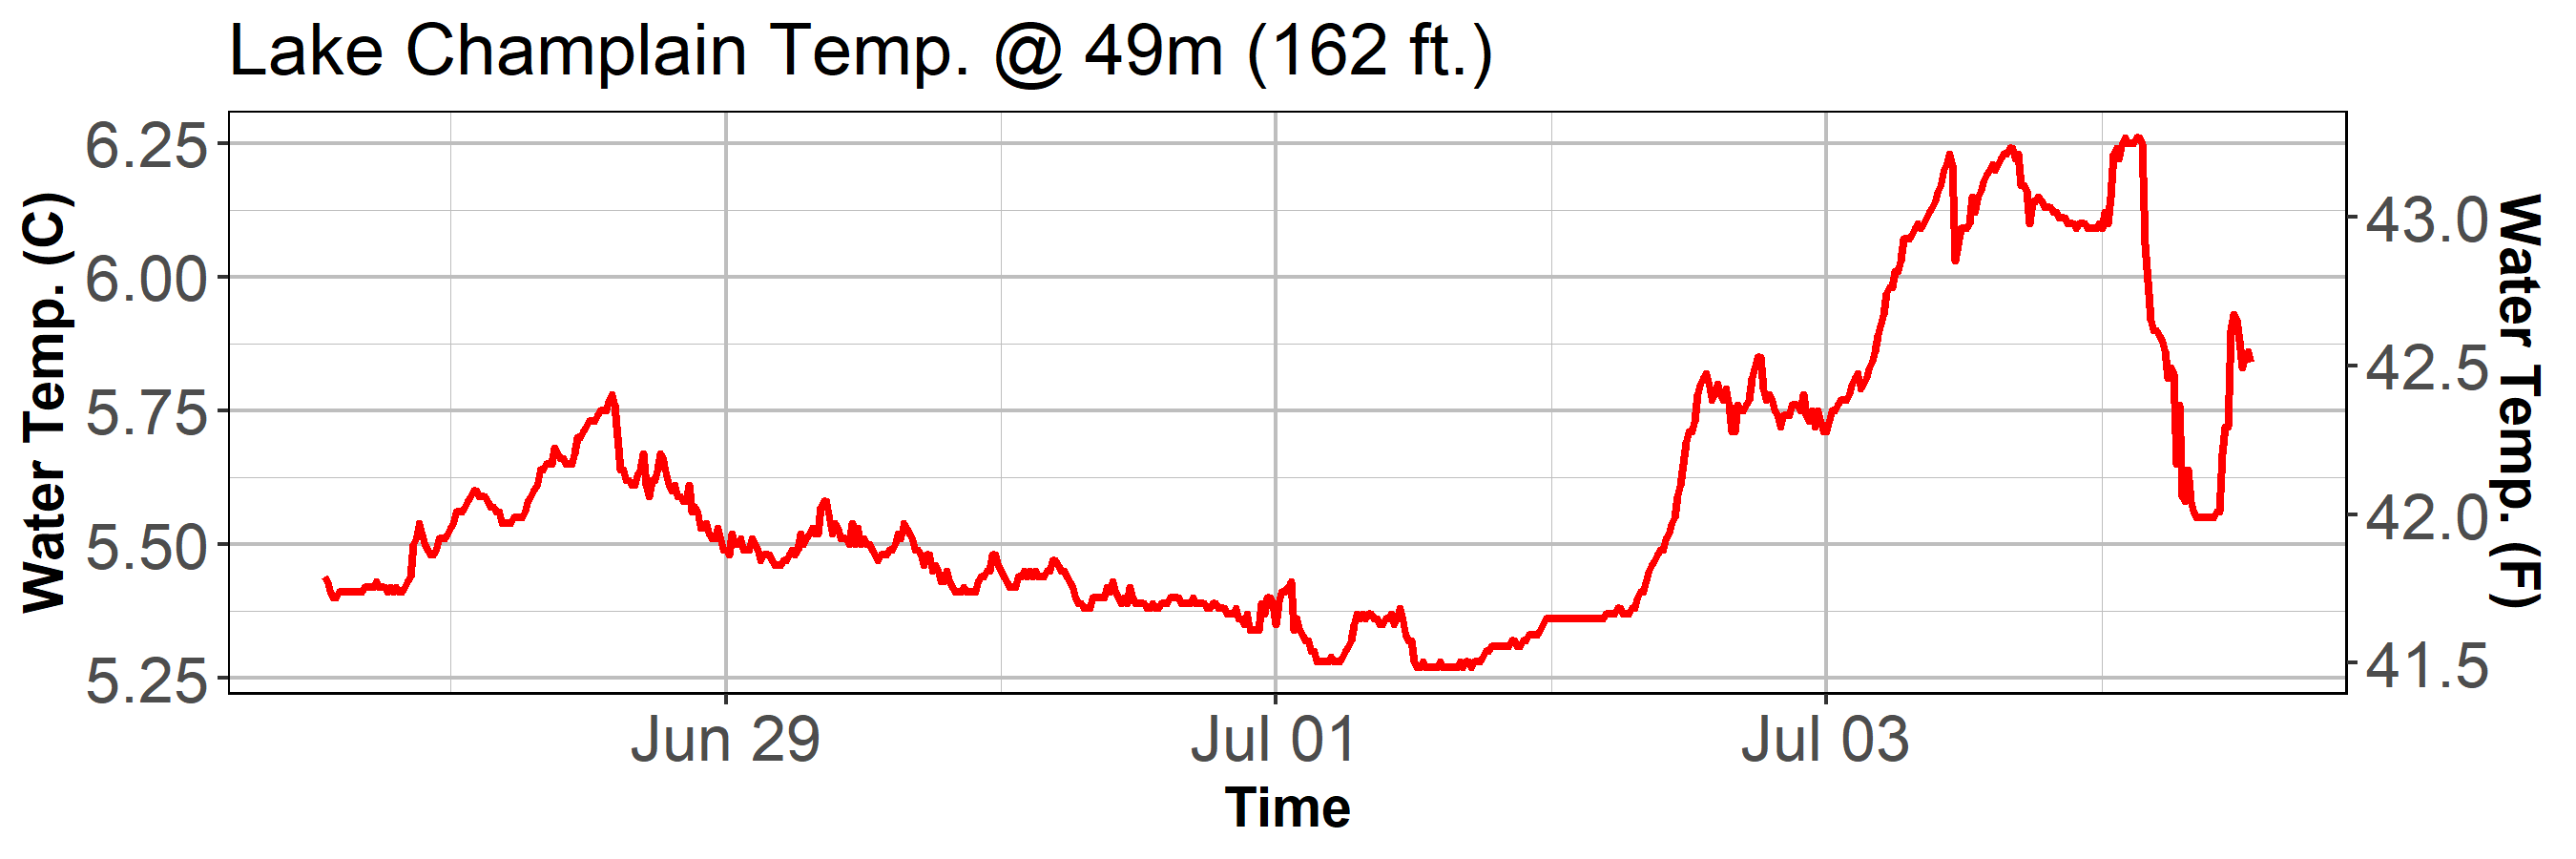 Lake Champlain Temp. @ 49m (162 ft.)
Water Temp. (C)
6.25
6.00
5.75
5.50
5.25
43.0
42.5
42.0
41.5
Water Temp. (F)
Jun 29
Jul 01
Jul 03
Time